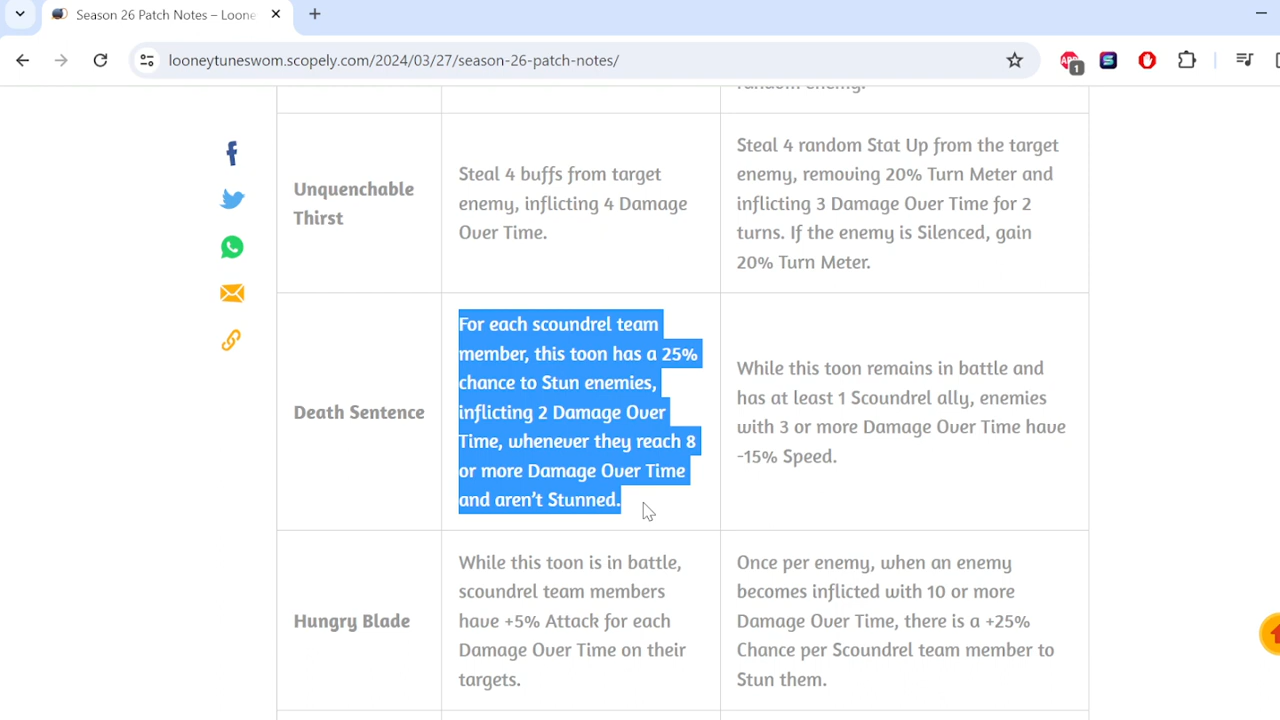 Season 26 Patch Notes – Loone
looneytuneswom.scopely.com/2024/03/27/season-26-patch-notes/
1
random enemy.
Unquenchable
Thirst
Steal 4 buffs from target
enemy, inflicting 4 Damage
Over Time.
Steal 4 random Stat Up from the target
enemy, removing 20% Turn Meter and
inflicting 3 Damage Over Time for 2
turns. If the enemy is Silenced, gain
20% Turn Meter.
Death Sentence
For each scoundrel team
member, this toon has a 25%
chance to Stun enemies,
inflicting 2 Damage Over
Time, whenever they reach 8
or more Damage Over Time
and aren’t Stunned.
While this toon remains in battle and
has at least 1 Scoundrel ally, enemies
with 3 or more Damage Over Time have
-15% Speed.
Hungry Blade
While this toon is in battle,
scoundrel team members
have +5% Attack for each
Damage Over Time on their
targets.
Once per enemy, when an enemy
becomes inflicted with 10 or more
Damage Over Time, there is a +25%
Chance per Scoundrel team member to
Stun them.